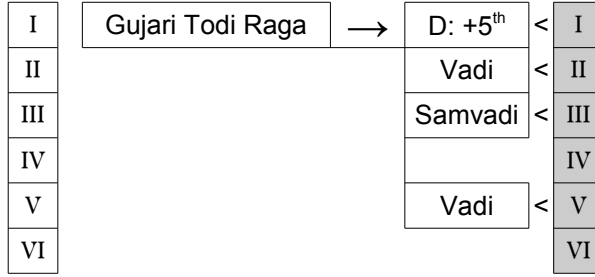 I Gujari Todi Raga → D: +5th < I
II Vadi < II
III Samvadi < III
IV IV
V Vadi < V
VI VI